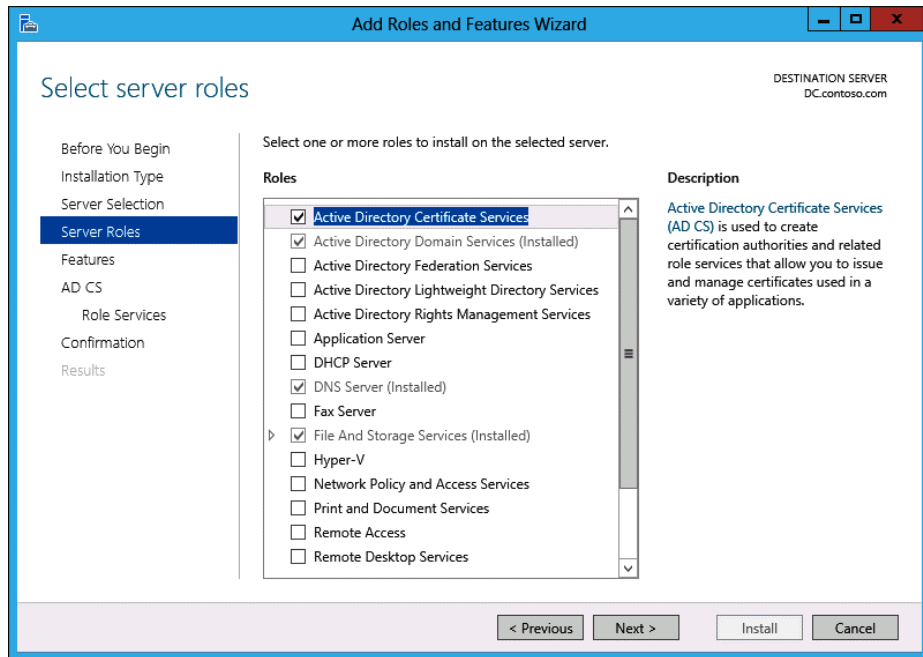 Add Roles and Features Wizard
Select server roles
DESTINATION SERVER
DC.contoso.com
Before You Begin
Installation Type
Server Selection
Server Roles
Features
AD CS
Role Services
Confirmation
Results
Select one or more roles to install on the selected server.
Roles
Active Directory Certificate Services
Active Directory Domain Services (Installed)
Active Directory Federation Services
Active Directory Lightweight Directory Services
Active Directory Rights Management Services
Application Server
DHCP Server
DNS Server (Installed)
Fax Server
File And Storage Services (Installed)
Hyper-V
Network Policy and Access Services
Print and Document Services
Remote Access
Remote Desktop Services
Description
Active Directory Certificate Services
(AD CS) is used to create
certification authorities and related
role services that allow you to issue
and manage certificates used in a
variety of applications.
< Previous
Next >
Install
Cancel